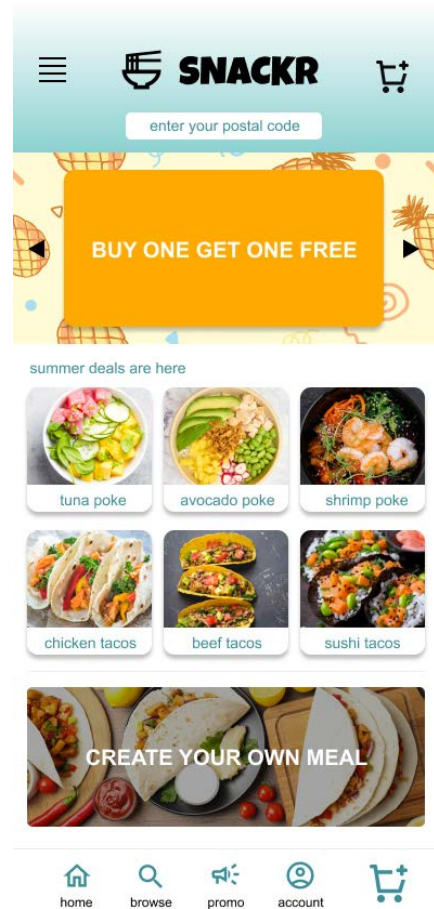 SNACKR
enter your postal code
BUY ONE GET ONE FREE
summer deals are here
tuna poke
avocado poke
shrimp poke
chicken tacos
beef tacos
sushi tacos
CREATE YOUR OWN MEAL
home
browse
promo
account